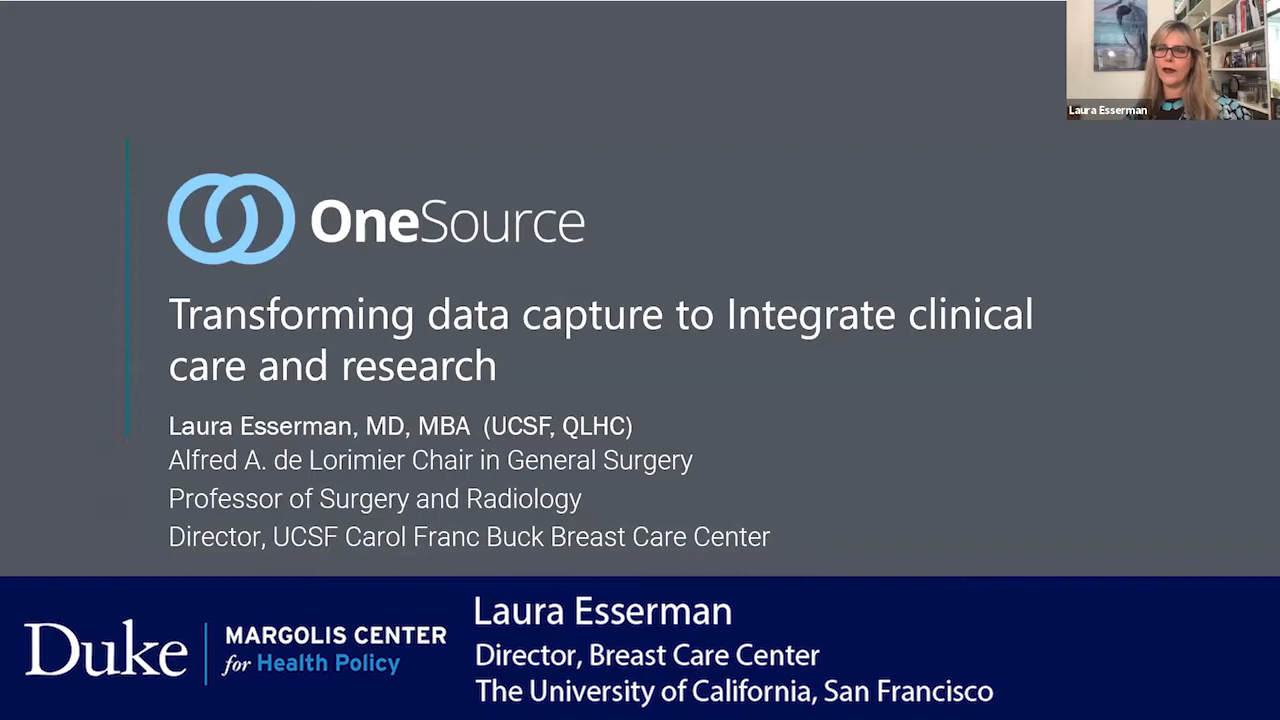 Laura Esserman
OneSource
Transforming data capture to Integrate clinical
care and research
Laura Esserman, MD, MBA (UCSF, QLHC)
Alfred A. de Lorimier Chair in General Surgery
Professor of Surgery and Radiology
Director, UCSF Carol Franc Buck Breast Care Center
Duke
MARGOLIS CENTER
for Health Policy
Laura Esserman
Director, Breast Care Center
The University of California, San Francisco